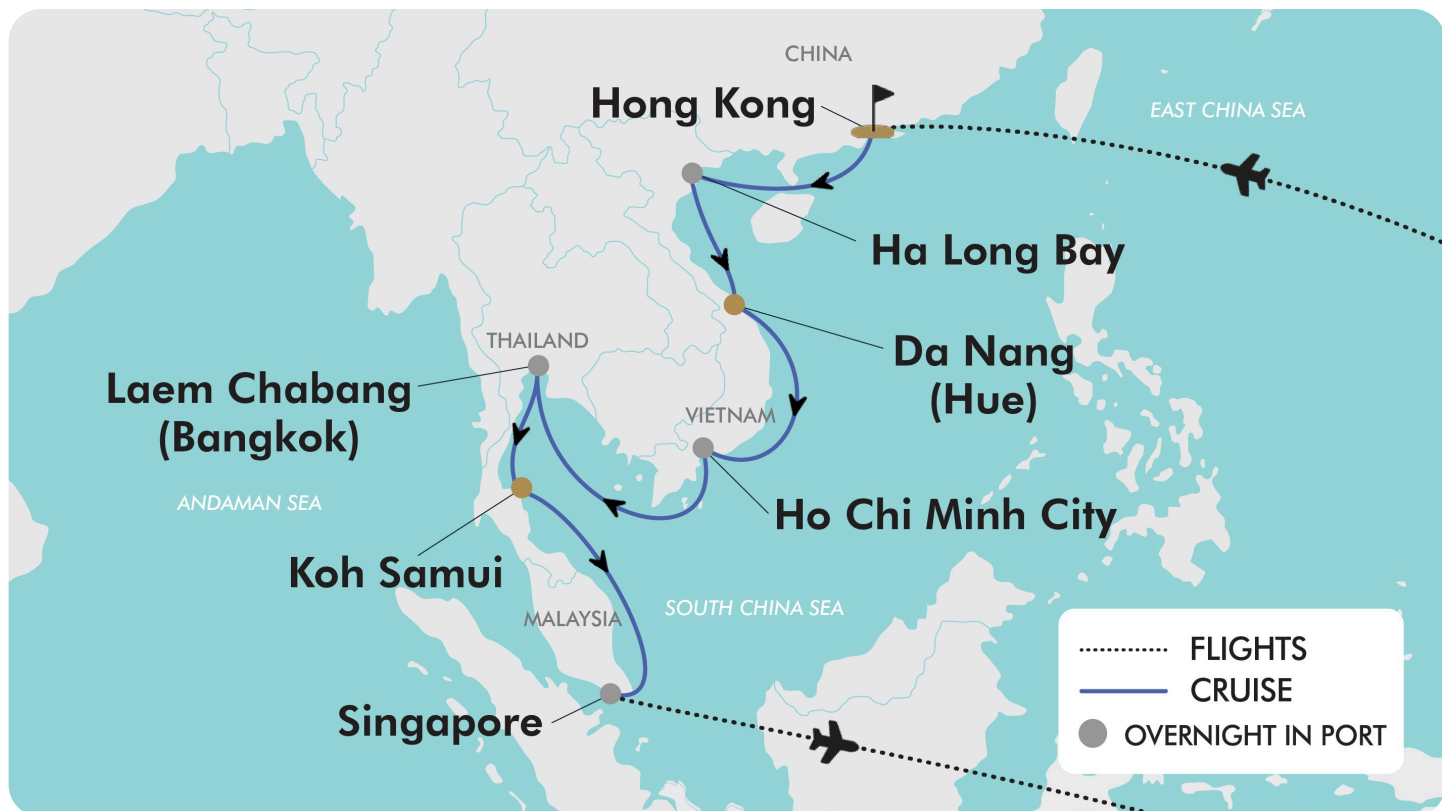 CHINA
Hong Kong
EAST CHINA SEA
Ha Long Bay
THAILAND
Da Nang
(Hue)
Laem Chabang
(Bangkok)
VIETNAM
ANDAMAN SEA
Ho Chi Minh City
Koh Samui
MALAYSIA
SOUTH CHINA SEA
Singapore
FLIGHTS
CRUISE
OVERNIGHT IN PORT